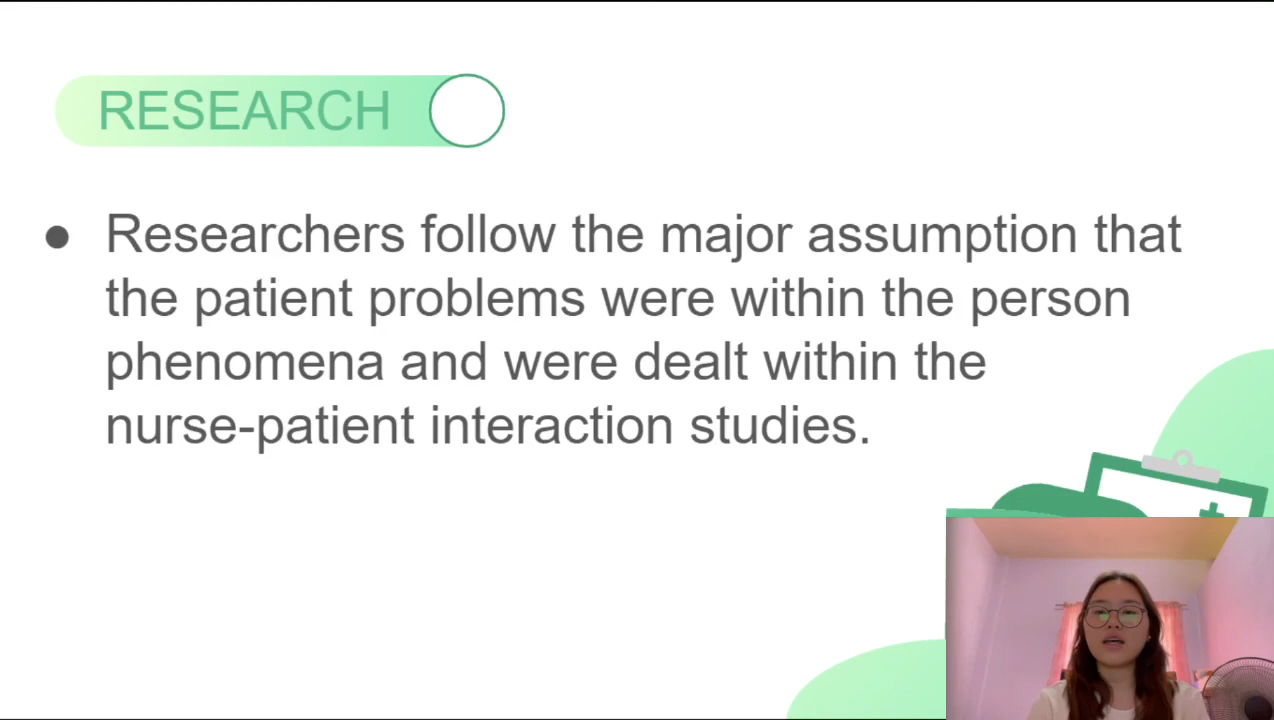 RESEARCH
● Researchers follow the major assumption that
the patient problems were within the person
phenomena and were dealt within the
nurse-patient interaction studies.